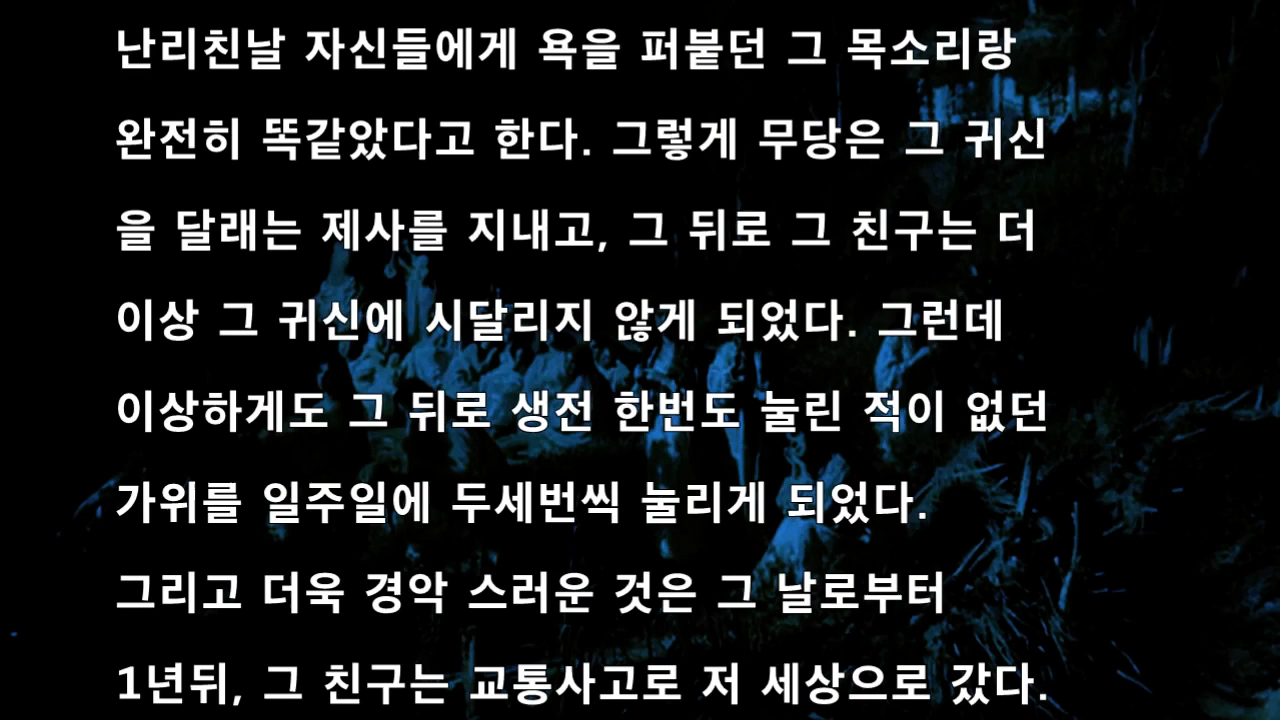 난리친날 자신들에게 욕을 퍼붙던 그 목소리랑
완전히 똑같았다고 한다. 그렇게 무당은 그 귀신
을 달래는 제사를 지내고, 그 뒤로 그 친구는 더
이상 그 귀신에 시달리지 않게 되었다. 그런데
이상하게도 그 뒤로 생전 한번도 눌린 적이 없던
가위를 일주일에 두세번씩 눌리게 되었다.
그리고 더욱 경악 스러운 것은 그 날로부터
1년뒤, 그 친구는 교통사고로 저 세상으로 갔다.